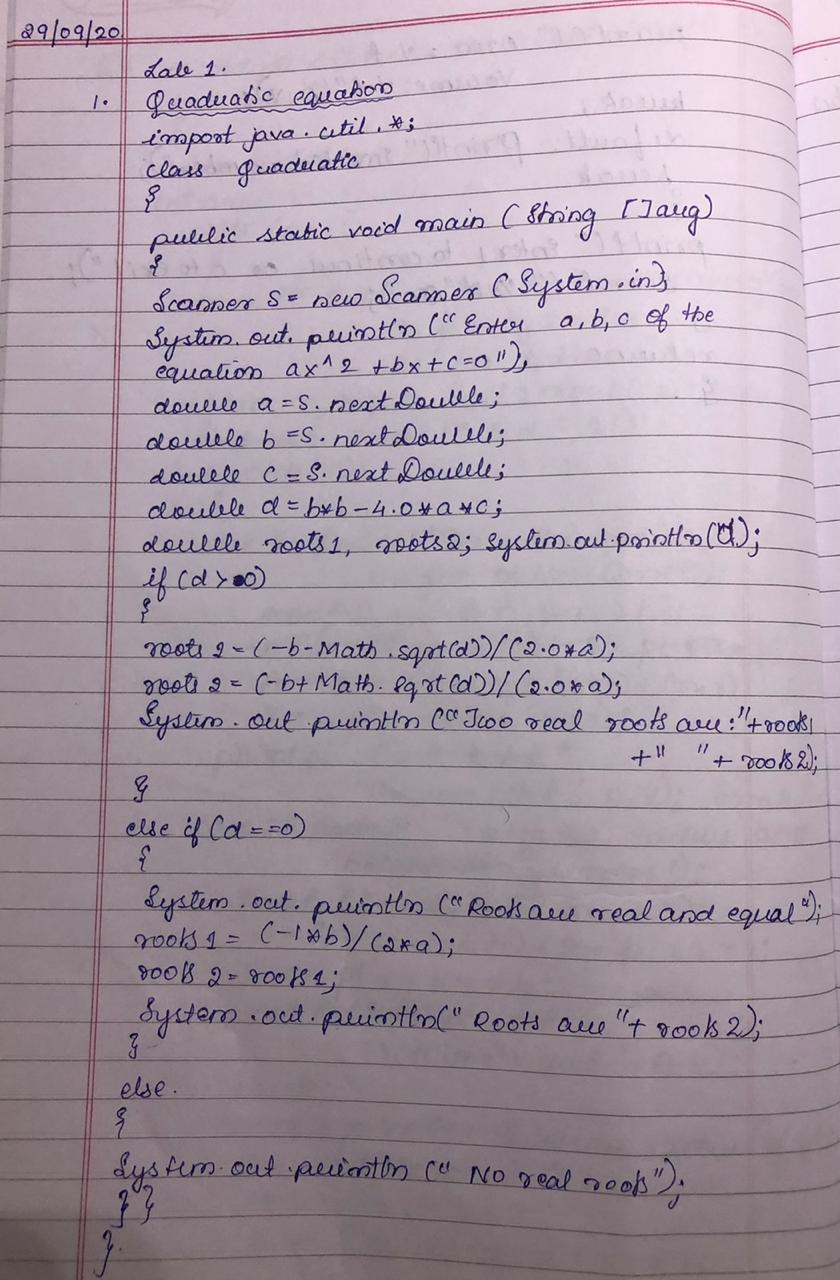 29/09/20
Lab 1.
1. Quadratic equation
import java.util.*;
class Quadratic
{
public static void main (String []arg)
{
Scanner S = new Scanner (System.in);
System.out.println ("Enter a,b,c of the
equation ax^2 +bx+c=0");
double a=S.nextDouble;
double b=S.nextDouble;
double c=S.nextDouble;
double d=b*b-4.0*a*c;
double roots1, roots2; System.out.println(d);
if (d>0)
{
roots 1 = (-b-Math.sqrt(d))/(2.0*a);
roots 2 = (-b+Math.sqrt(d))/(2.0*a);
System.out println ("Two real roots are:"+roots1
+" "+ roots2);
}
else if (d==0)
{
System.out.println ("Roots are real and equal");
roots 1 = (-1*b)/(2*a);
roots 2 = roots1;
System.out.println(" Roots are "+ roots2);
}
else.
{
System.out.println (" No real roots");
} }
}.